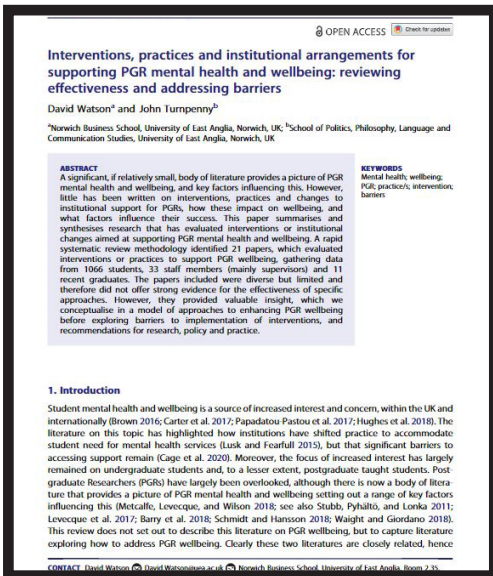 OPEN ACCESS
Check for updates
Interventions, practices and institutional arrangements for
supporting PGR mental health and wellbeing: reviewing
effectiveness and addressing barriers
David Watsonᵃ and John Turnpennyᵇ
ᵃNorwich Business School, University of East Anglia, Norwich, UK; ᵇSchool of Politics, Philosophy, Language and
Communication Studies, University of East Anglia, Norwich, UK
ABSTRACT
A significant, if relatively small, body of literature provides a picture of PGR
mental health and wellbeing, and key factors influencing this. However,
little has been written on interventions, practices and changes to
institutional support for PGRs, how these impact on wellbeing, and
what factors influence their success. This paper summarises and
synthesises research that has evaluated interventions or institutional
changes aimed at supporting PGR mental health and wellbeing. A rapid
systematic review methodology identified 21 papers, which evaluated
interventions or practices to support PGR wellbeing, gathering data
from 1066 students, 33 staff members (mainly supervisors) and 11
recent graduates. The papers included were diverse but limited and
therefore did not offer strong evidence for the effectiveness of specific
approaches. However, they provided valuable insight, which we
conceptualise in a model of approaches to enhancing PGR wellbeing
before exploring barriers to implementation of interventions, and
recommendations for research, policy and practice.
KEYWORDS
Mental health; wellbeing;
PGR; practice/s; intervention;
barriers
1. Introduction
Student mental health and wellbeing is a source of increased interest and concern, within the UK and
internationally (Brown 2016; Carter et al. 2017; Papadatou-Pastou et al. 2017; Hughes et al. 2018). The
literature on this topic has highlighted how institutions have shifted practice to accommodate
student need for mental health services (Lusk and Fearfull 2015), but that significant barriers to
accessing support remain (Cage et al. 2020). Moreover, the focus of increased interest has largely
remained on undergraduate students and, to a lesser extent, postgraduate taught students. Post-
graduate Researchers (PGRs) have largely been overlooked, although there is now a body of litera-
ture that provides a picture of PGR mental health and wellbeing setting out a range of key factors
influencing this (Metcalfe, Levecque, and Wilson 2018; see also Stubb, Pyhältö, and Lonka 2011;
Levecque et al. 2017; Barry et al. 2018; Schmidt and Hansson 2018; Waight and Giordano 2018).
This review does not set out to describe this literature on PGR wellbeing, but to capture literature
exploring how to address PGR wellbeing. Clearly these two literatures are closely related, hence
CONTACT David Watson David.Watson@uea.ac.uk Norwich Business School, University of East Anglia, Room 2.35,